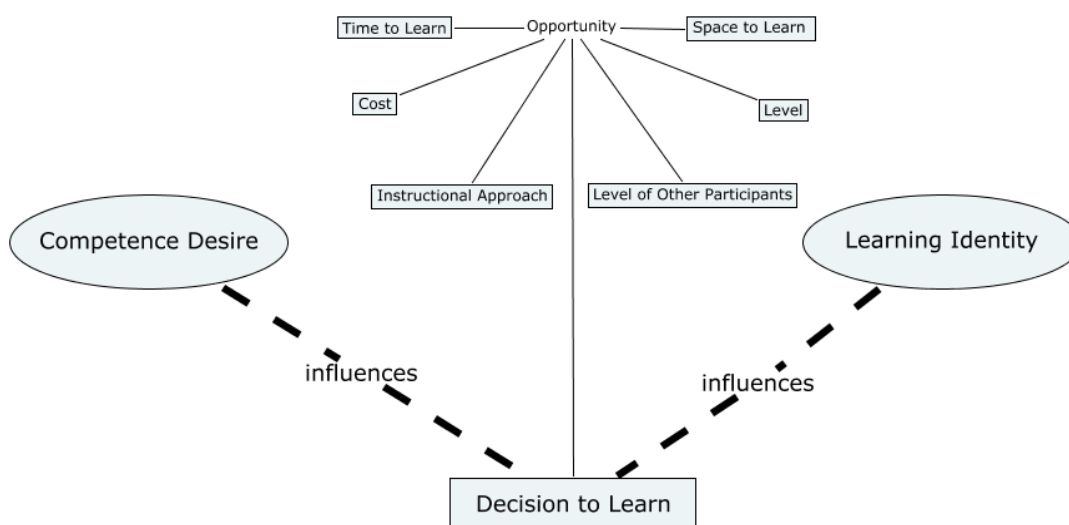 Time to Learn
Opportunity
Space to Learn
Cost
Level
Instructional Approach
Level of Other Participants
Competence Desire
Learning Identity
influences
influences
Decision to Learn